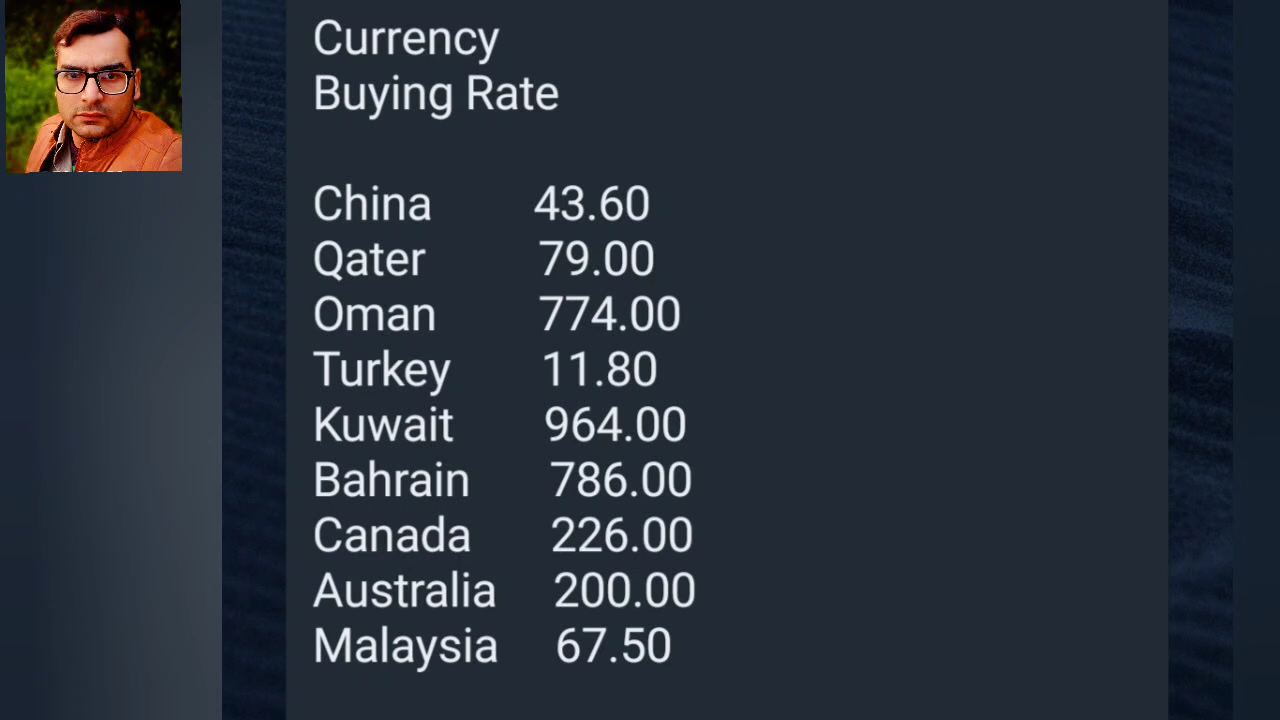 Currency
Buying Rate
China 43.60
Qater 79.00
Oman 774.00
Turkey 11.80
Kuwait 964.00
Bahrain 786.00
Canada 226.00
Australia 200.00
Malaysia 67.50